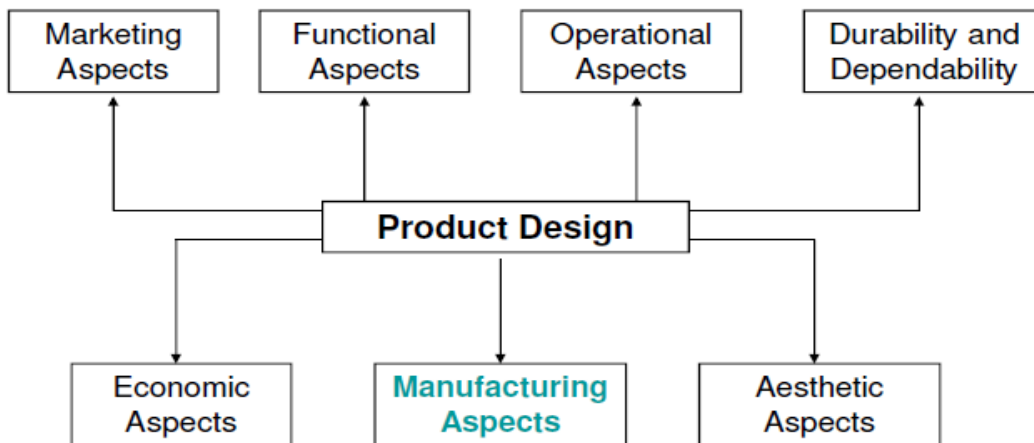 Marketing
Aspects
Functional
Aspects
Operational
Aspects
Durability and
Dependability
Product Design
Economic
Aspects
Manufacturing
Aspects
Aesthetic
Aspects